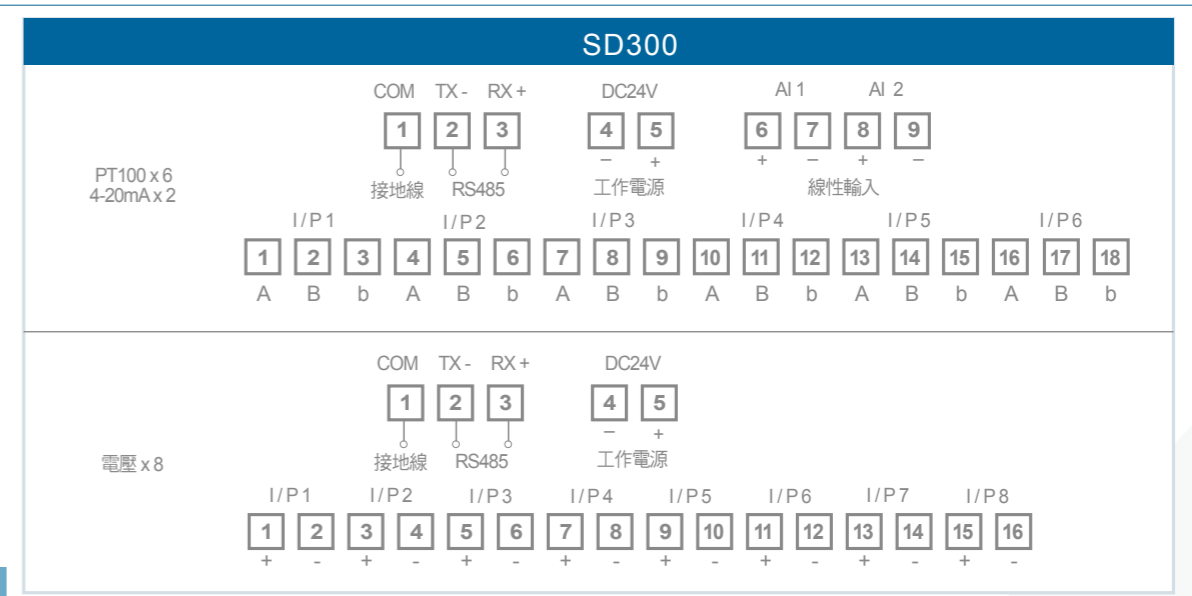 SD300
COM TX - RX + DC24V AI 1 AI 2
1 2 3 4 5 6 7 8 9
− + + − + −
接地線 RS485 工作電源 線性輸入
PT100 x 6
4-20mA x 2
I/P1 I/P2 I/P3 I/P4 I/P5 I/P6
1 2 3 4 5 6 7 8 9 10 11 12 13 14 15 16 17 18
A B b A B b A B b A B b A B b A B b
COM TX - RX + DC24V
1 2 3 4 5
− +
接地線 RS485 工作電源
電壓 x 8
I/P1 I/P2 I/P3 I/P4 I/P5 I/P6 I/P7 I/P8
1 2 3 4 5 6 7 8 9 10 11 12 13 14 15 16
+ - + - + - + - + - + - + - + -